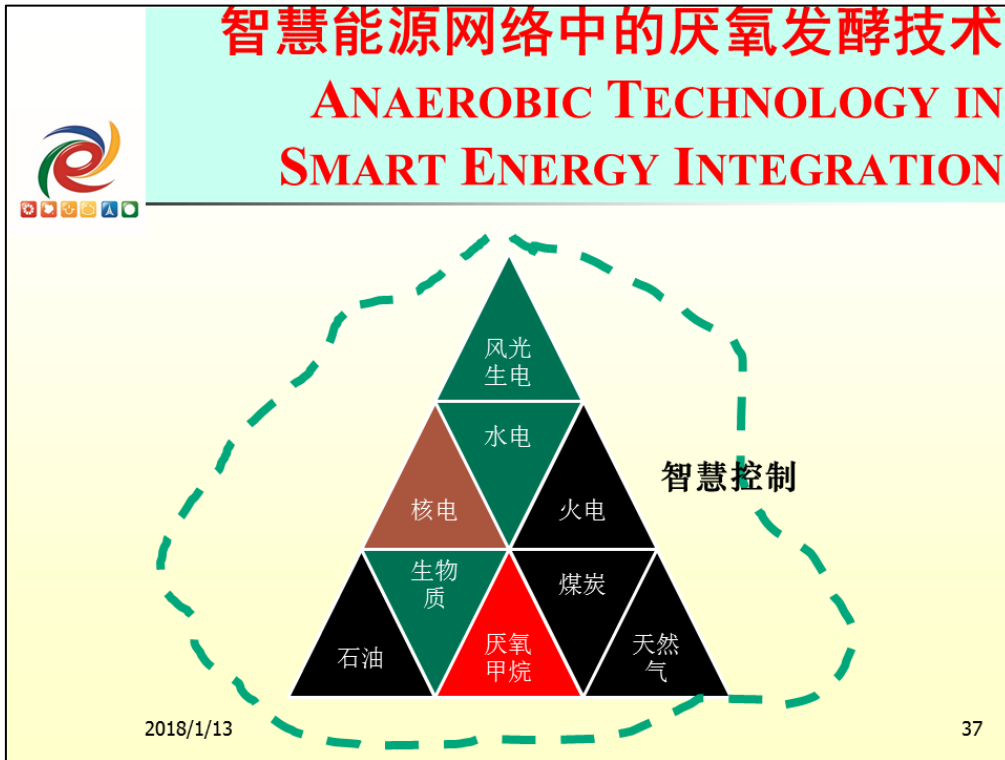 智慧能源网络中的厌氧发酵技术
ANAEROBIC TECHNOLOGY IN
SMART ENERGY INTEGRATION
风光
生电
水电
核电
火电
智慧控制
生物
质
煤炭
石油
厌氧
甲烷
天然
气
2018/1/13
37